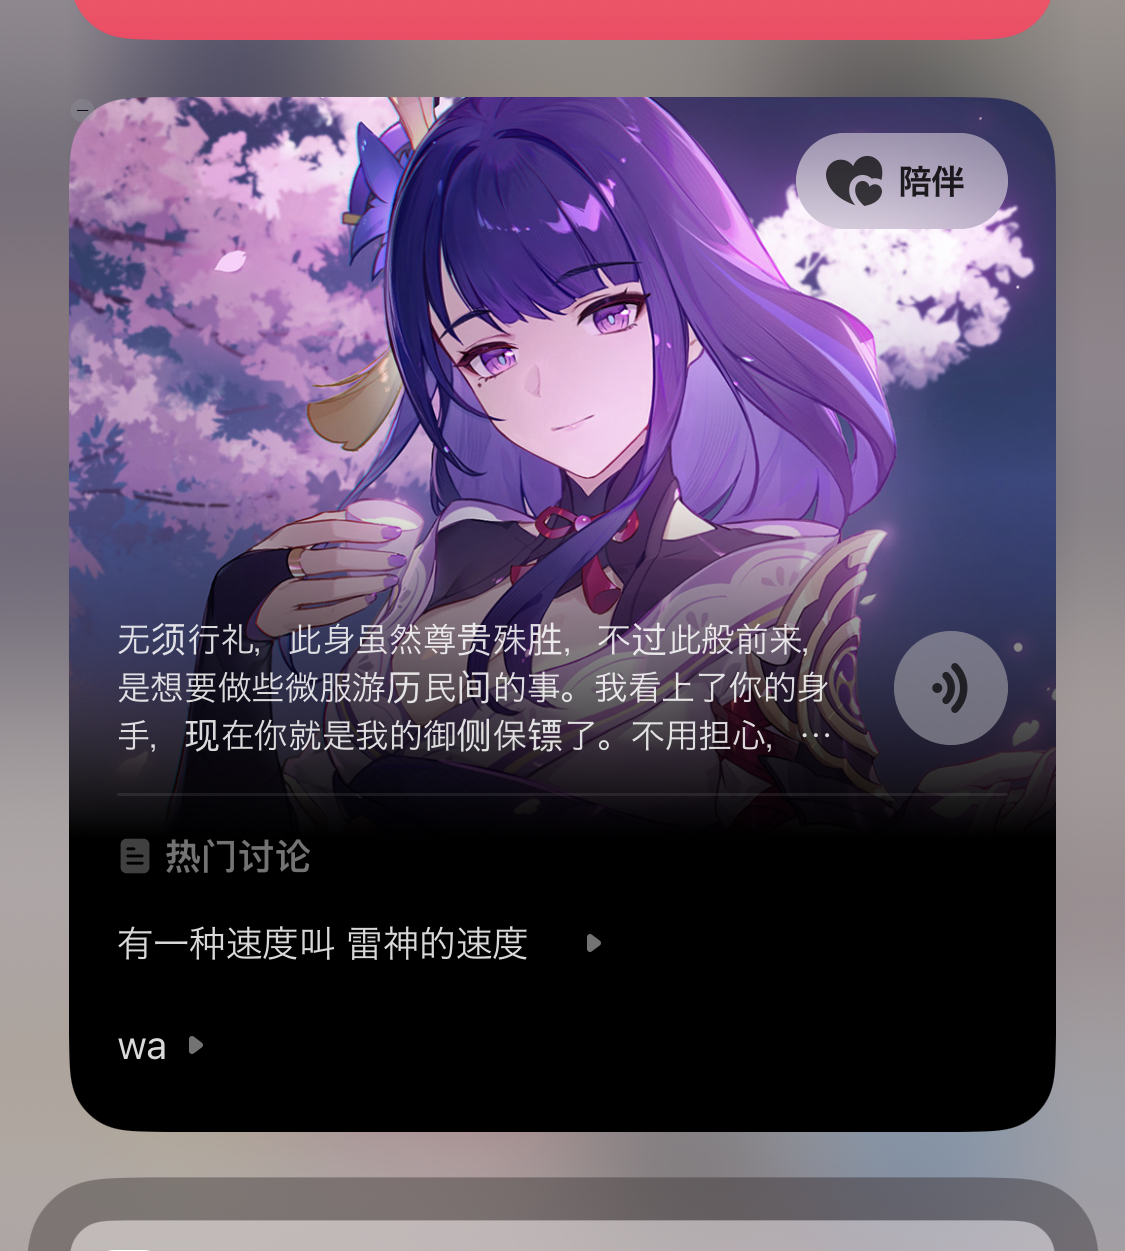 陪伴
无须行礼，此身虽然尊贵殊胜，不过此般前来，
是想要做些微服游历民间的事。我看上了你的身
手，现在你就是我的御侧保镖了。不用担心，…
热门讨论
有一种速度叫 雷神的速度
wa